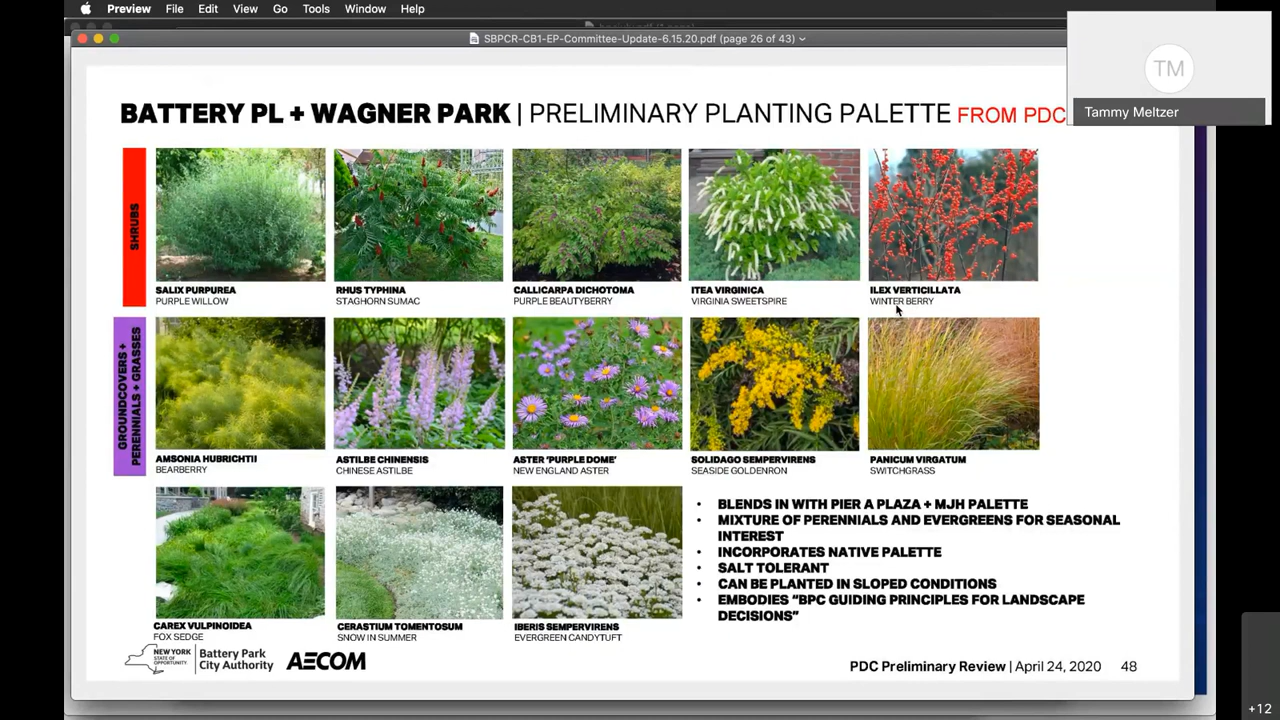 Preview File Edit View Go Tools Window Help
SBPCR-CB1-EP-Committee-Update-6.15.20.pdf (page 26 of 43)
TM
Tammy Meltzer
BATTERY PL + WAGNER PARK | PRELIMINARY PLANTING PALETTE FROM PDC
SHRUBS
SALIX PURPUREA
PURPLE WILLOW
RHUS TYPHINA
STAGHORN SUMAC
CALLICARPA DICHOTOMA
PURPLE BEAUTYBERRY
ITEA VIRGINICA
VIRGINIA SWEETSPIRE
ILEX VERTICILLATA
WINTER BERRY
GROUNDCOVERS +
PERENNIALS + GRASSES
AMSONIA HUBRICHTII
BEARBERRY
ASTILBE CHINENSIS
CHINESE ASTILBE
ASTER 'PURPLE DOME'
NEW ENGLAND ASTER
SOLIDAGO SEMPERVIRENS
SEASIDE GOLDENRON
PANICUM VIRGATUM
SWITCHGRASS
CAREX VULPINOIDEA
FOX SEDGE
CERASTIUM TOMENTOSUM
SNOW IN SUMMER
IBERIS SEMPERVIRENS
EVERGREEN CANDYTUFT
• BLENDS IN WITH PIER A PLAZA + MJH PALETTE
• MIXTURE OF PERENNIALS AND EVERGREENS FOR SEASONAL
INTEREST
• INCORPORATES NATIVE PALETTE
• SALT TOLERANT
• CAN BE PLANTED IN SLOPED CONDITIONS
• EMBODIES “BPC GUIDING PRINCIPLES FOR LANDSCAPE
DECISIONS”
NEW YORK
STATE OF
OPPORTUNITY.
Battery Park
City Authority
AECOM
PDC Preliminary Review | April 24, 2020 48
+12